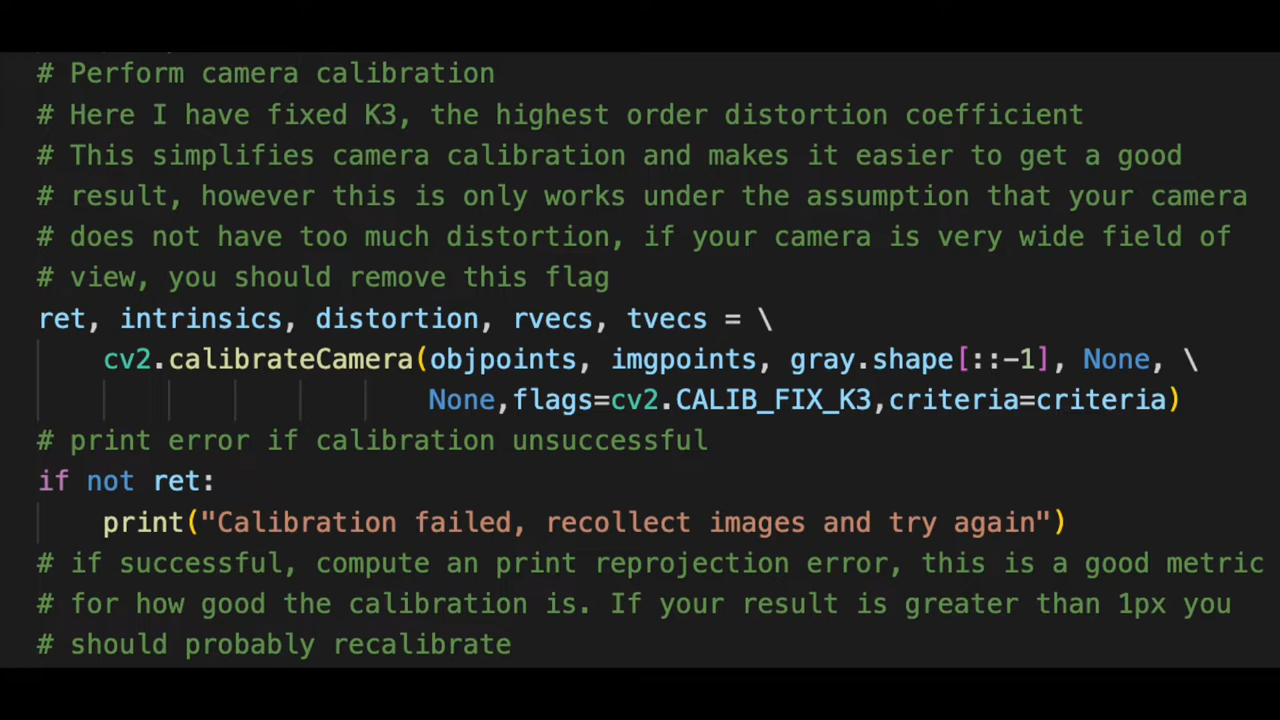 # Perform camera calibration
# Here I have fixed K3, the highest order distortion coefficient
# This simplifies camera calibration and makes it easier to get a good
# result, however this is only works under the assumption that your camera
# does not have too much distortion, if your camera is very wide field of
# view, you should remove this flag
ret, intrinsics, distortion, rvecs, tvecs = \
    cv2.calibrateCamera(objpoints, imgpoints, gray.shape[::-1], None, \
                        None,flags=cv2.CALIB_FIX_K3,criteria=criteria)
# print error if calibration unsuccessful
if not ret:
    print("Calibration failed, recollect images and try again")
# if successful, compute an print reprojection error, this is a good metric
# for how good the calibration is. If your result is greater than 1px you
# should probably recalibrate